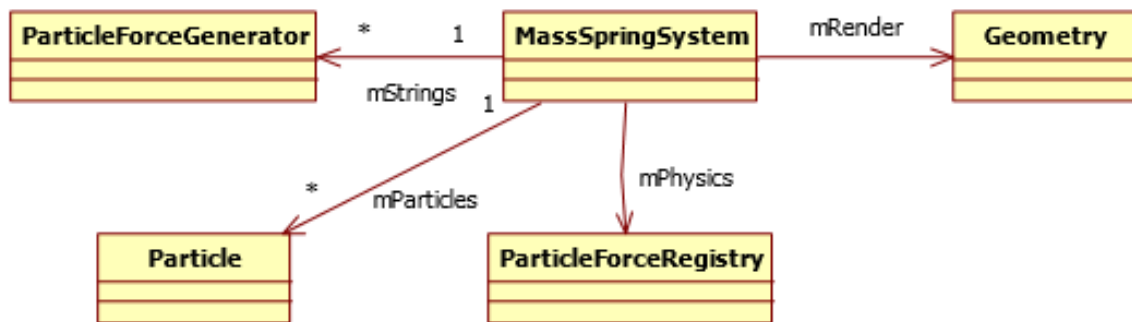 ParticleForceGenerator
*
1
MassSpringSystem
mRender
Geometry
mStrings
1
*
mParticles
mPhysics
Particle
ParticleForceRegistry